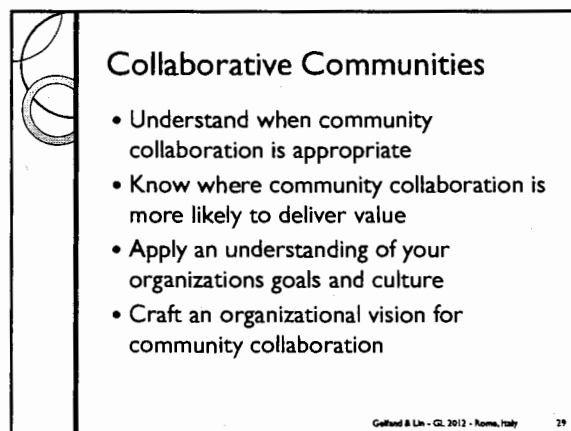 Collaborative Communities
• Understand when community
collaboration is appropriate
• Know where community collaboration is
more likely to deliver value
• Apply an understanding of your
organizations goals and culture
• Craft an organizational vision for
community collaboration
Gelfand & Lin - GL 2012 - Rome, Italy 29